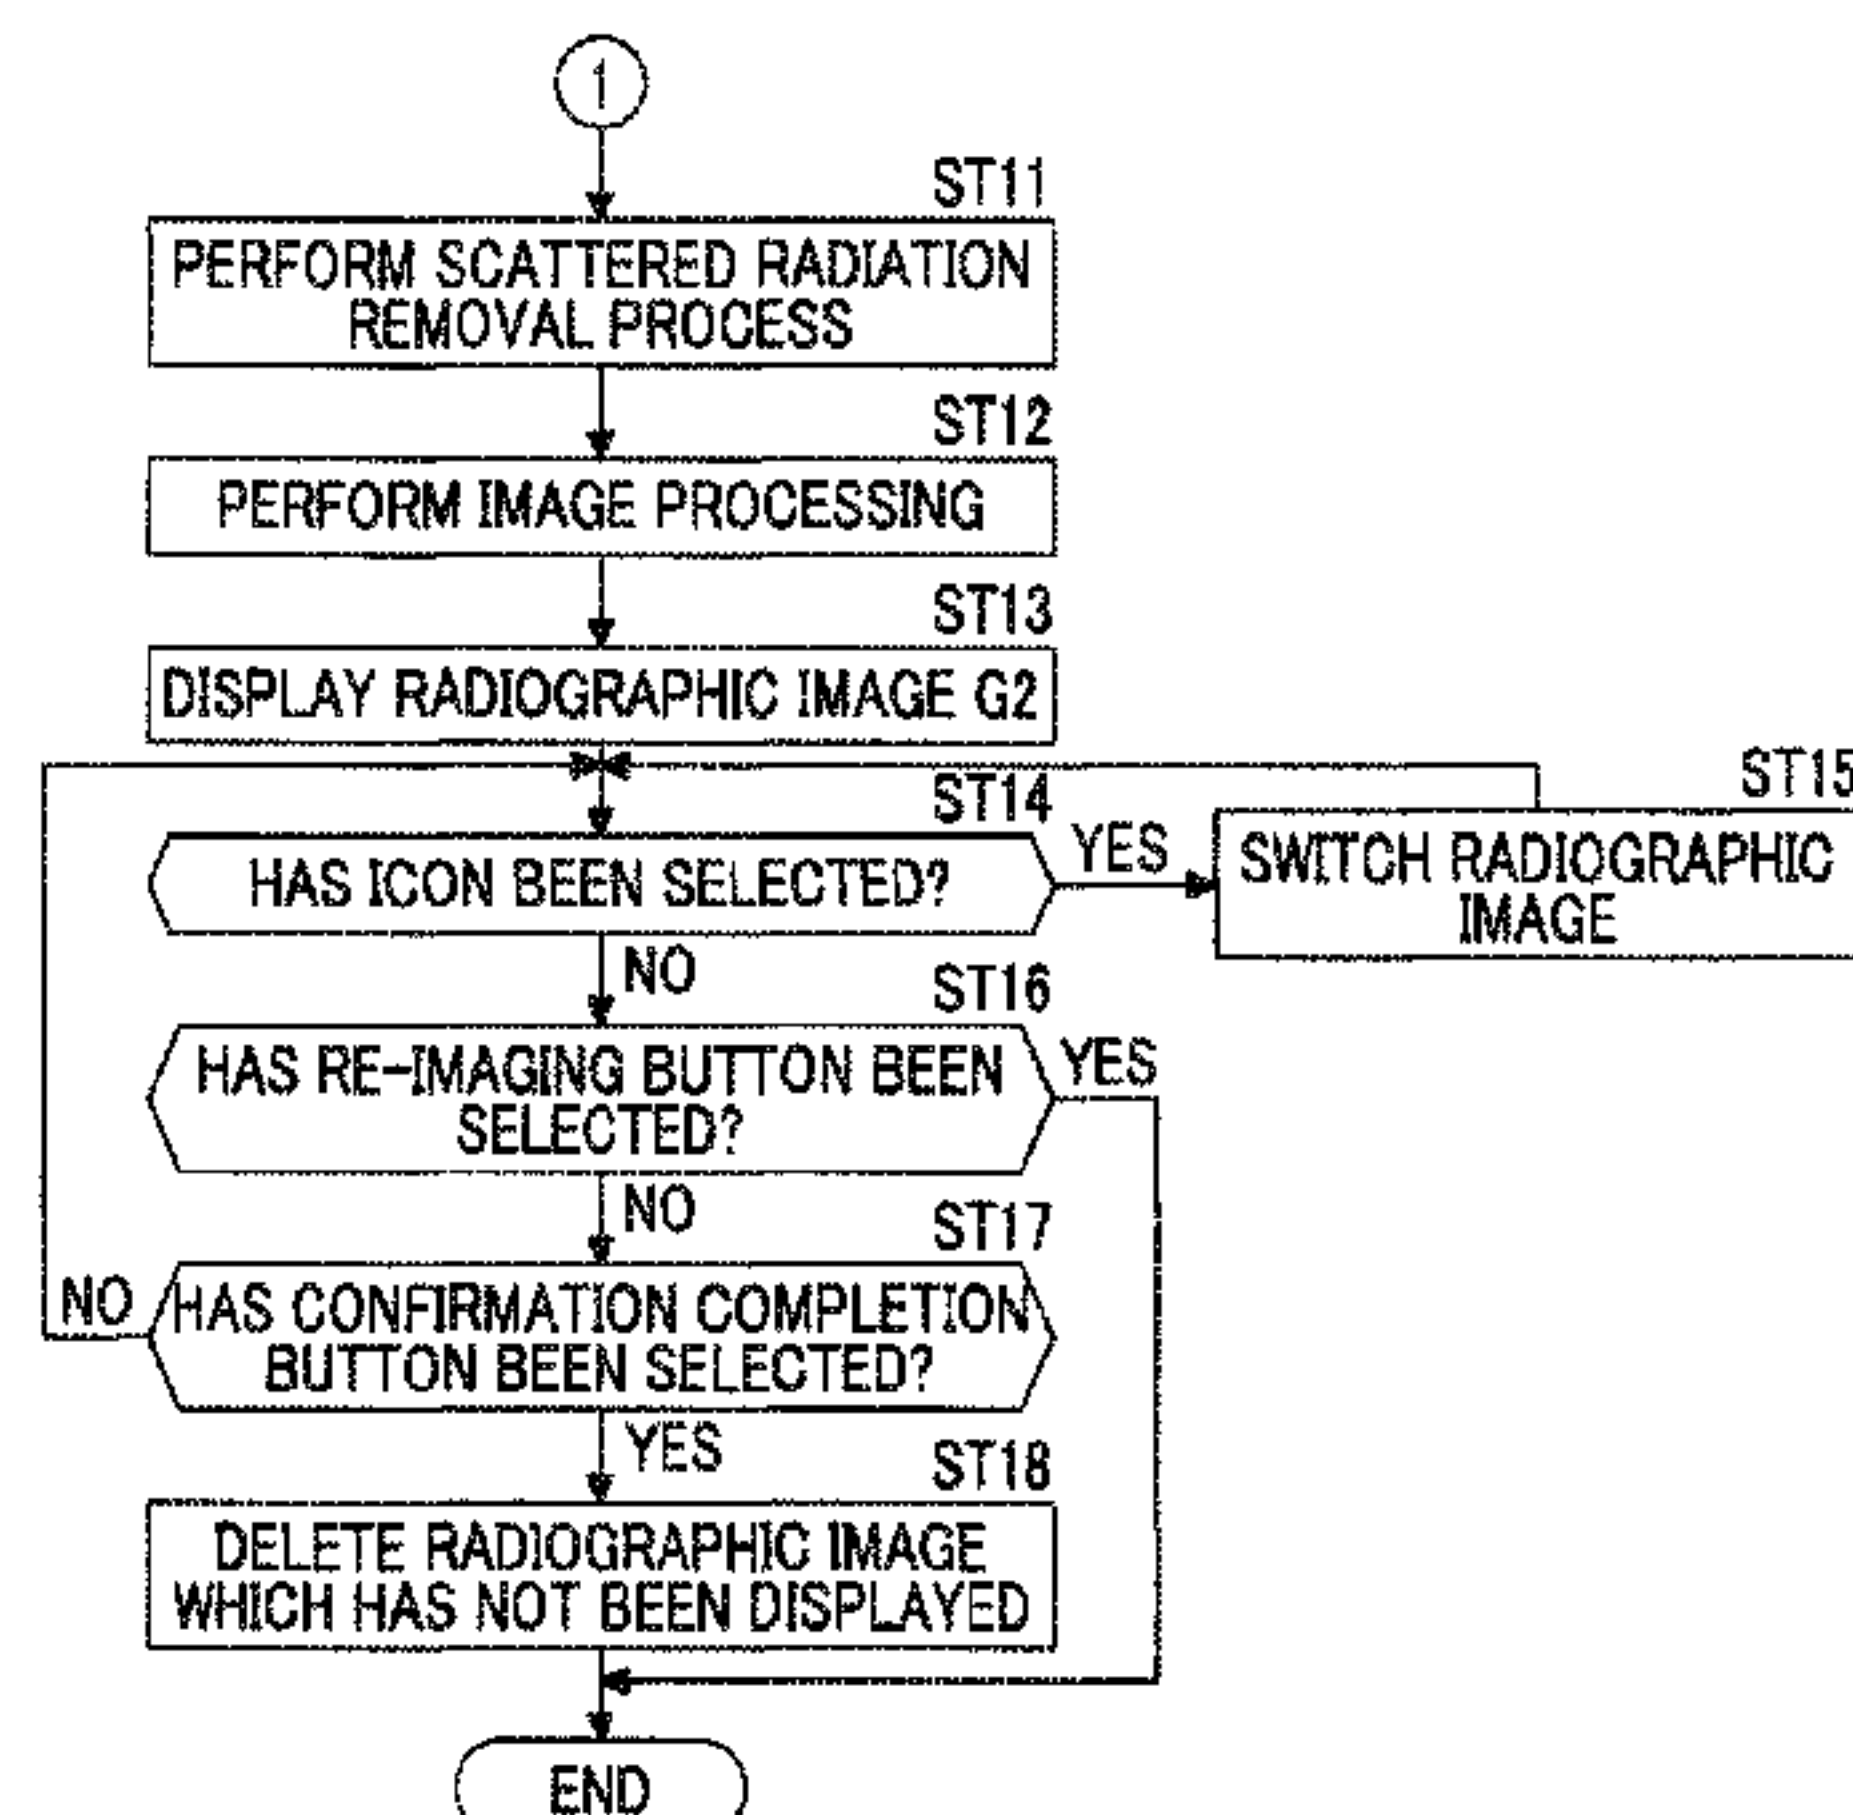 1
ST11
PERFORM SCATTERED RADIATION
REMOVAL PROCESS
ST12
PERFORM IMAGE PROCESSING
ST13
DISPLAY RADIOGRAPHIC IMAGE G2
ST14
HAS ICON BEEN SELECTED?
YES
ST15
SWITCH RADIOGRAPHIC
IMAGE
NO
ST16
HAS RE-IMAGING BUTTON BEEN
SELECTED?
YES
NO
ST17
HAS CONFIRMATION COMPLETION
BUTTON BEEN SELECTED?
NO
YES
ST18
DELETE RADIOGRAPHIC IMAGE
WHICH HAS NOT BEEN DISPLAYED
END